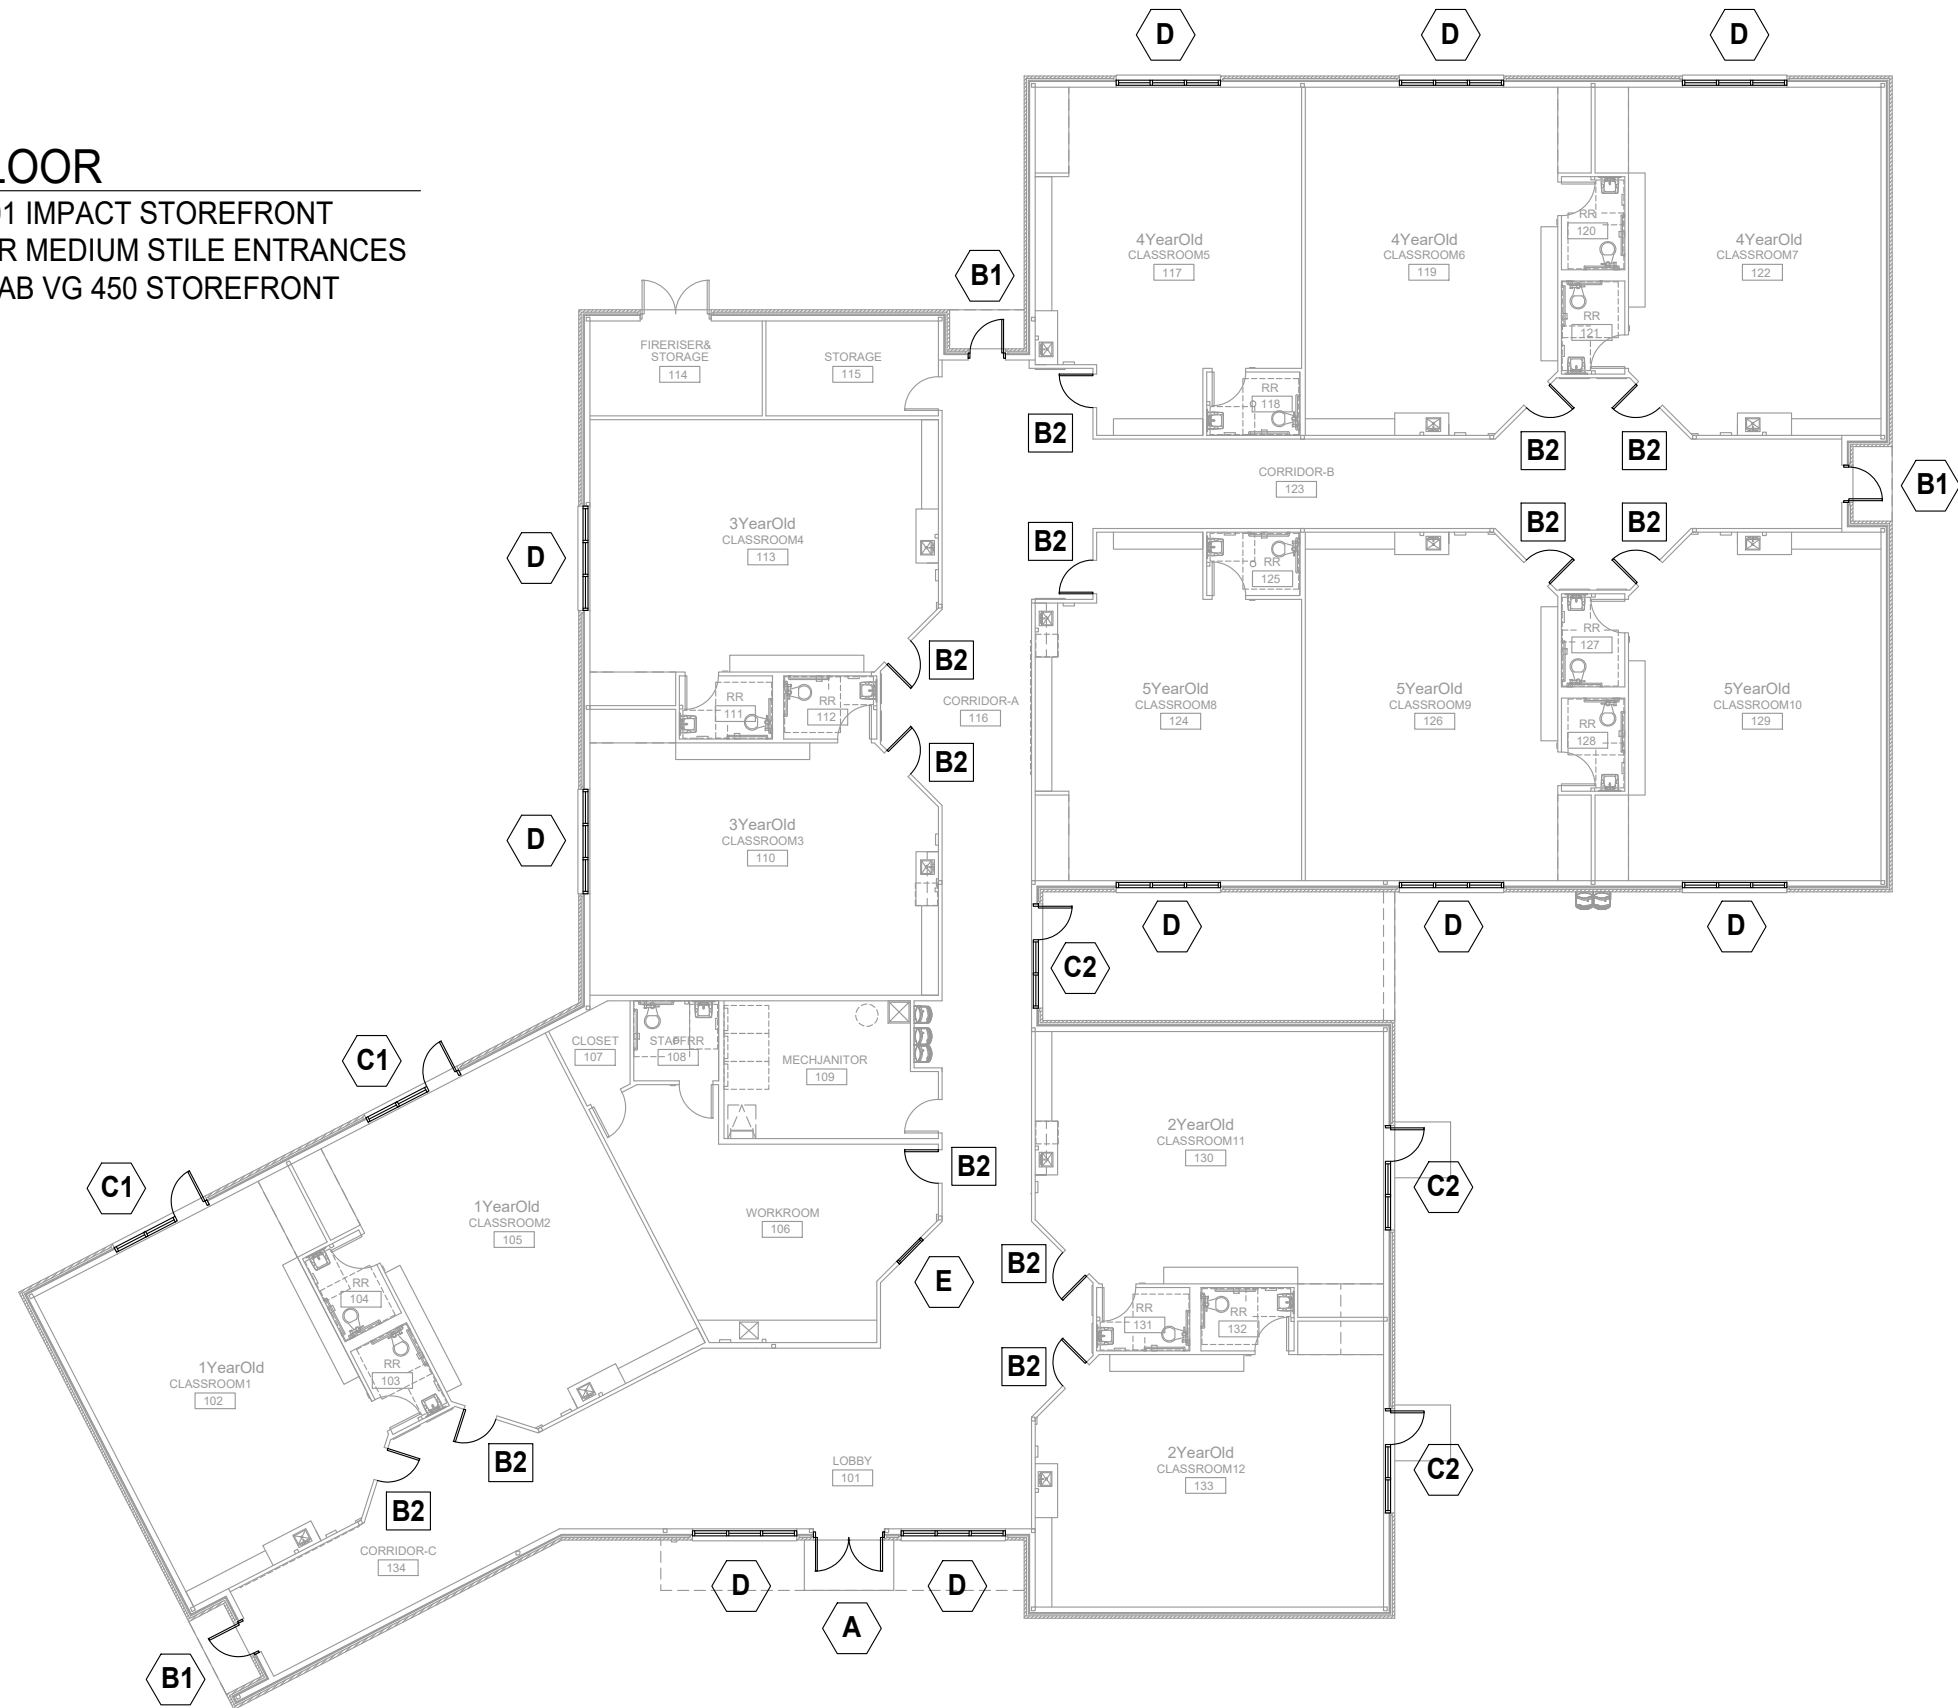 D
D
D
LOOR
01 IMPACT STOREFRONT
R MEDIUM STILE ENTRANCES
AB VG 450 STOREFRONT
B1
4YearOld
CLASSROOM5
117
4YearOld
CLASSROOM6
119
RR
120
4YearOld
CLASSROOM7
122
RR
121
FIRERISER&
STORAGE
114
STORAGE
115
RR
118
B2
B2
B2
CORRIDOR-B
123
B1
3YearOld
CLASSROOM4
113
D
B2
B2
B2
RR
125
RR
127
B2
RR
111
RR
112
CORRIDOR-A
116
5YearOld
CLASSROOM8
124
5YearOld
CLASSROOM9
126
5YearOld
CLASSROOM10
129
RR
128
B2
3YearOld
CLASSROOM3
110
D
D
D
D
C2
CLOSET
107
STAFFRR
108
MECHJANITOR
109
C1
2YearOld
CLASSROOM11
130
B2
C1
C2
1YearOld
CLASSROOM2
105
WORKROOM
106
E
B2
RR
104
RR
131
RR
132
RR
103
1YearOld
CLASSROOM1
102
B2
B2
LOBBY
101
2YearOld
CLASSROOM12
133
C2
B2
CORRIDOR-C
134
D
D
A
B1